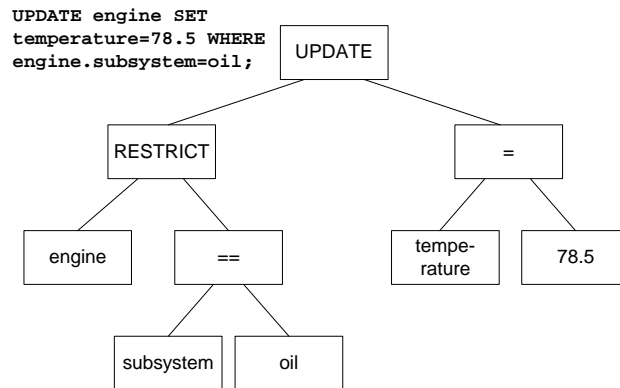 UPDATE engine SET
temperature=78.5 WHERE
engine.subsystem=oil;
UPDATE
RESTRICT
=
engine
==
tempe-
rature
78.5
subsystem
oil